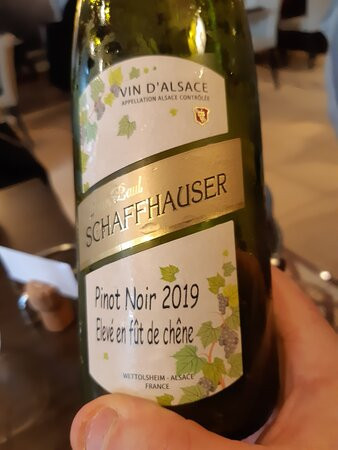 VIN D'ALSACE
APPELLATION ALSACE CONTRÔLÉE
Paul
SCHAFFHAUSER
Pinot Noir 2019
Elevé en fût de chêne
WETTOLSHEIM - ALSACE
FRANCE